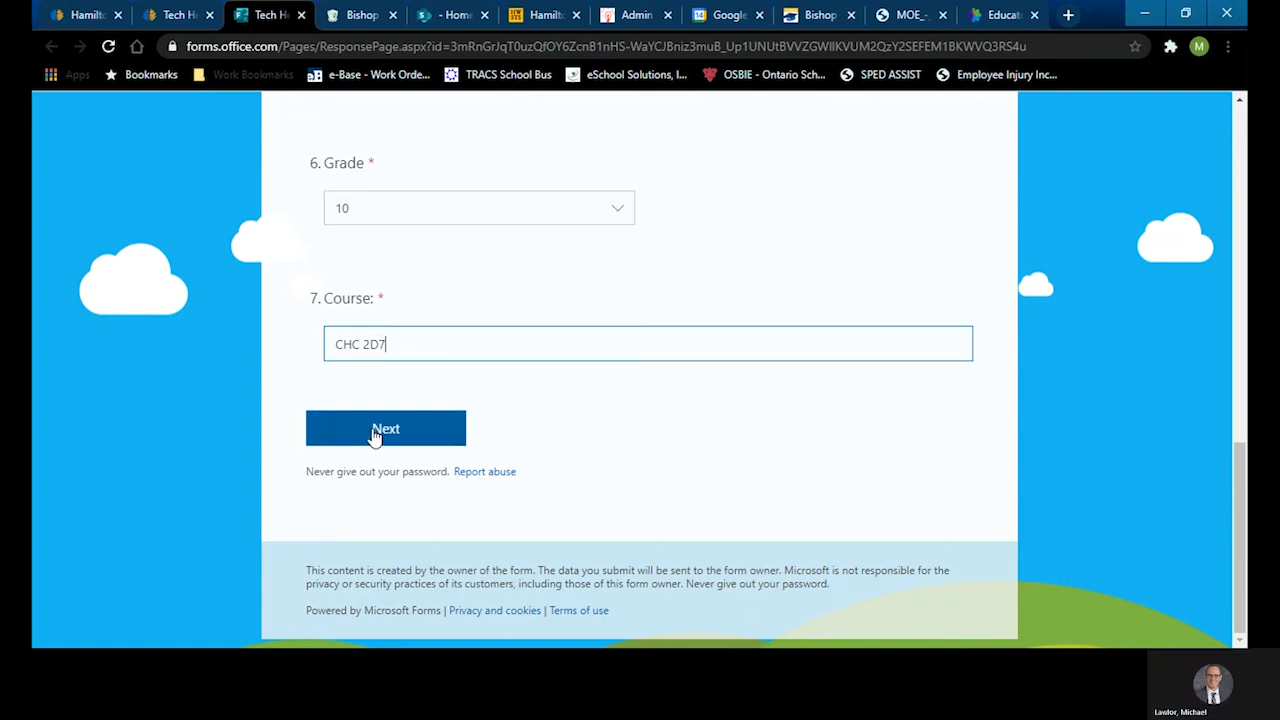 Hamilt
Tech H
Tech He
Bishop
- Home
Hamilto
Admin
Google
Bishop
MOE_-
Educat
forms.office.com/Pages/ResponsePage.aspx?id=3mRnGrJqT0uzQfOY6ZcnB1nHS-WaYCJBniz3muB_Up1UNUtBVVZGWllKVUM2QzY2SEFEM1BKWVQ3RS4u
M
Apps
Bookmarks
Work Bookmarks
e-Base - Work Orde...
TRACS School Bus
eSchool Solutions, I...
OSBIE - Ontario Sch...
SPED ASSIST
Employee Injury Inc...
6. Grade *
10
7. Course: *
CHC 2D7
Next
Never give out your password. Report abuse
This content is created by the owner of the form. The data you submit will be sent to the form owner. Microsoft is not responsible for the
privacy or security practices of its customers, including those of this form owner. Never give out your password.
Powered by Microsoft Forms | Privacy and cookies | Terms of use
Lawlor, Michael